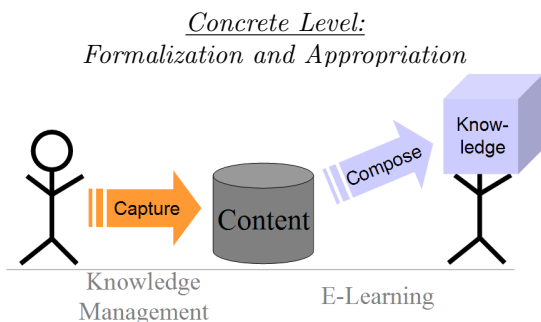 Concrete Level:
Formalization and Appropriation
Know-
ledge
Compose
Capture
Content
Knowledge
Management
E-Learning